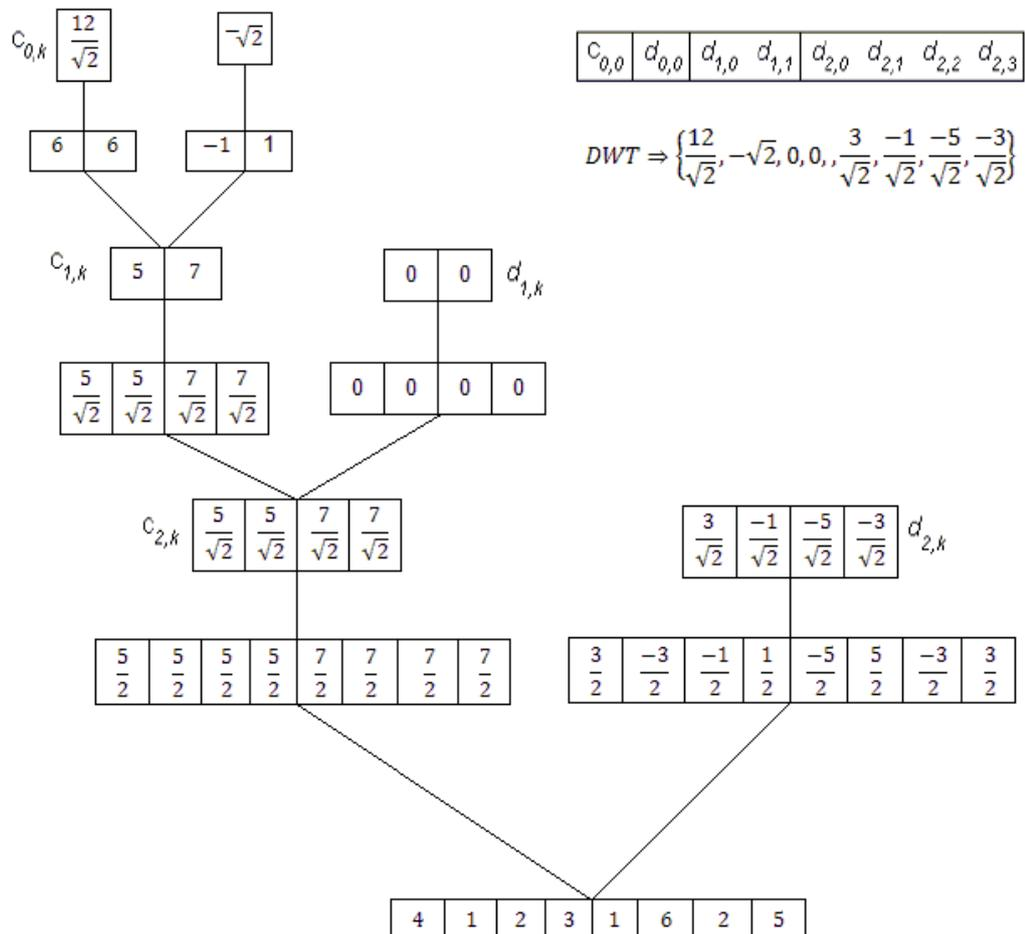 C0,k 12/√2 -√2
C0,0 d0,0 d1,0 d1,1 d2,0 d2,1 d2,2 d2,3
6 6 −1 1
DWT ⇒ {12/√2, −√2, 0, 0, , 3/√2, −1/√2, −5/√2, −3/√2}
C1,k 5 7 0 0 d1,k
5/√2 5/√2 7/√2 7/√2 0 0 0 0
C2,k 5/√2 5/√2 7/√2 7/√2 3/√2 −1/√2 −5/√2 −3/√2 d2,k
5/2 5/2 5/2 5/2 7/2 7/2 7/2 7/2 3/2 −3/2 −1/2 1/2 −5/2 5/2 −3/2 3/2
4 1 2 3 1 6 2 5